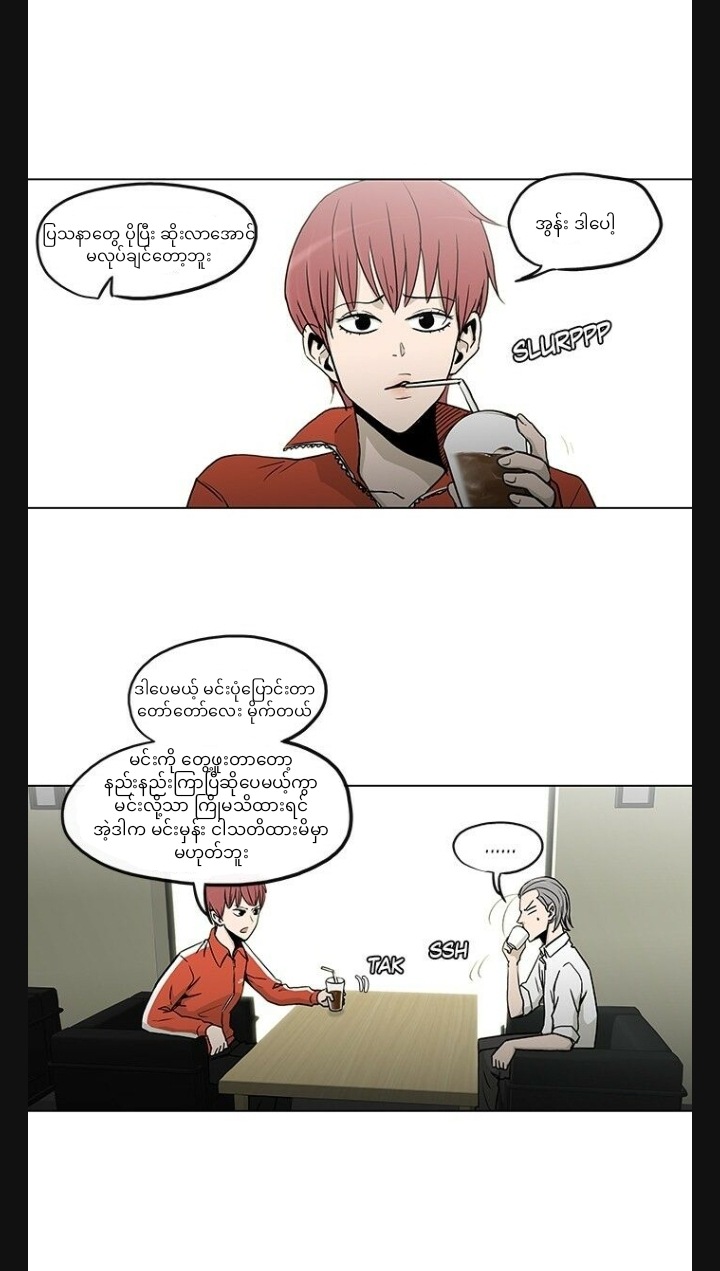 ပြသနာတွေ ပိုပြီး ဆိုးလာအောင်
မလုပ်ချင်တော့ဘူး
အွန်း ဒါပေါ့
SLURPPP
ဒါပေမယ့် မင်းပုံပြောင်းတာ
တော်တော်လေး မိုက်တယ်
မင်းကို တွေ့ဖူးတာတော့
နည်းနည်းကြာပြီဆိုပေမယ့်ကွာ
မင်းလို့သာ ကြိုမသိထားရင်
အဲ့ဒါက မင်းမှန်း ငါသတိထားမိမှာ
မဟုတ်ဘူး
......
TAK
SSH